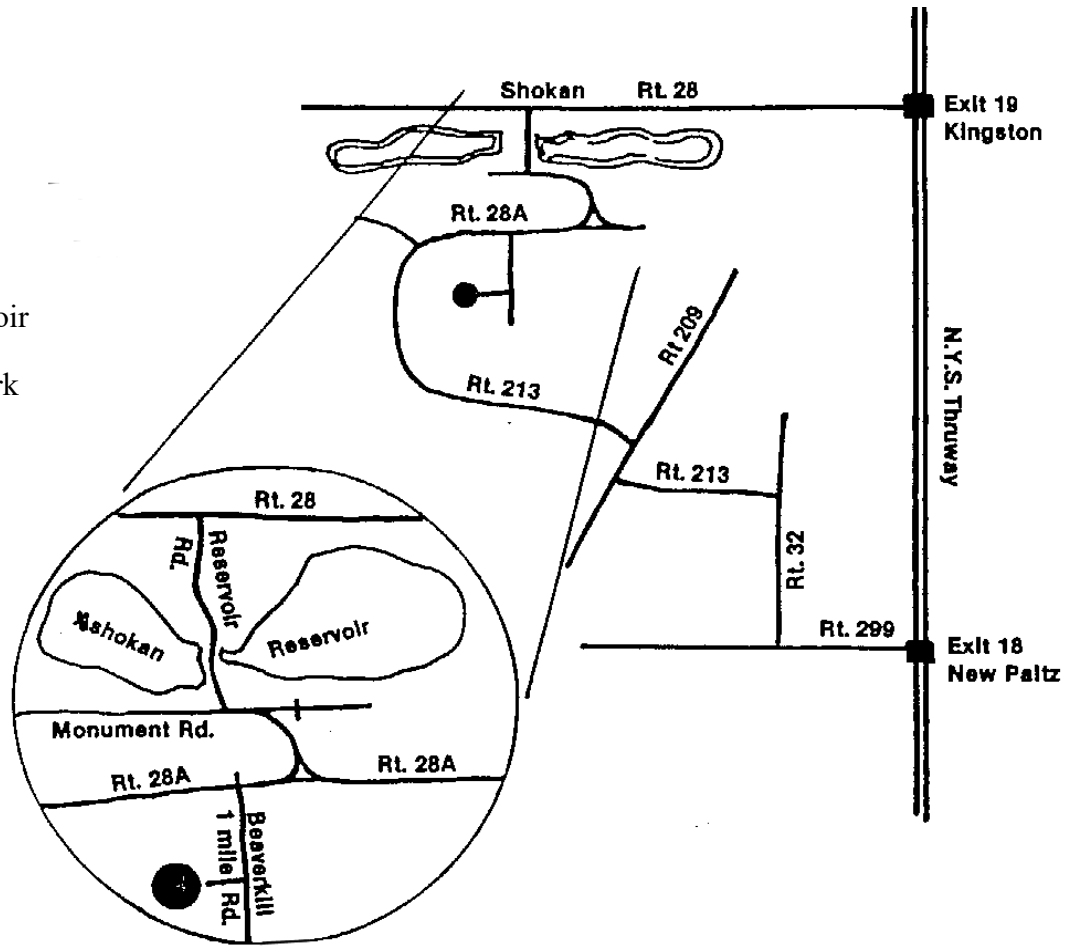 Shokan Rt. 28
Exit 19
Kingston
Rt. 28A
oir
rk
Rt 209
Rt. 213
N.Y.S. Thruway
Rt. 213
Rt. 32
Rt. 299
Exit 18
New Paltz
Rt. 28
Reservoir
Rd.
Ashokan
Reservoir
Monument Rd.
Rt. 28A
Rt. 28A
Beaverkill
Rd.
1 mile